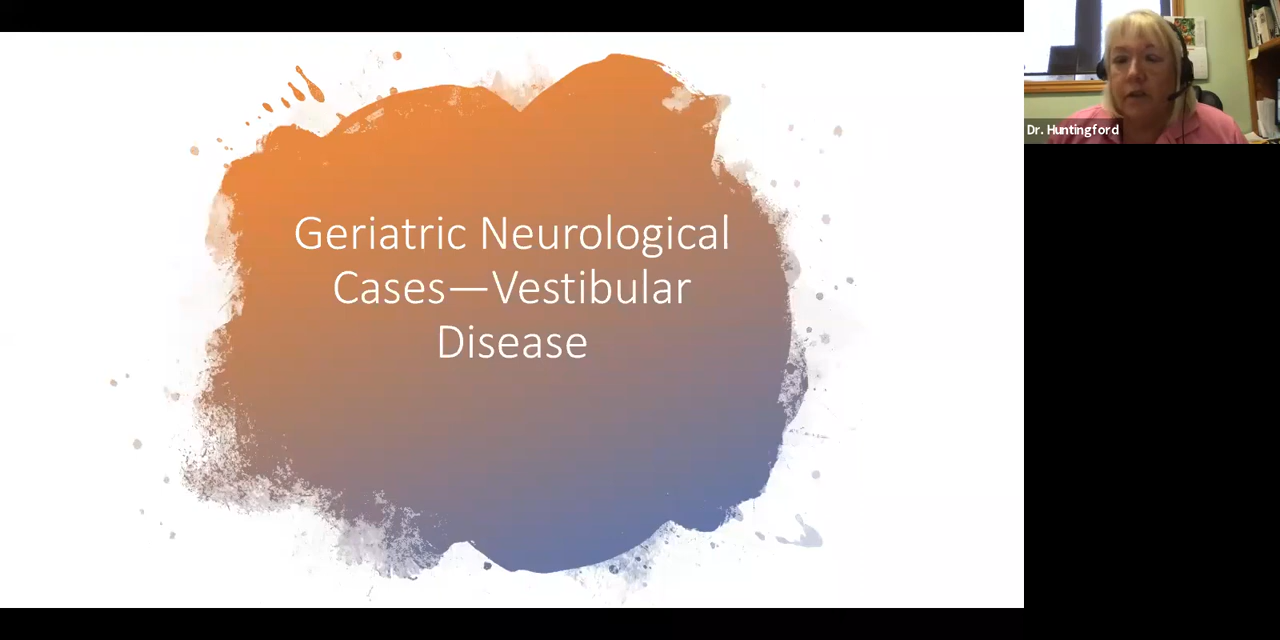 Geriatric Neurological
Cases—Vestibular
Disease
Dr. Huntingford